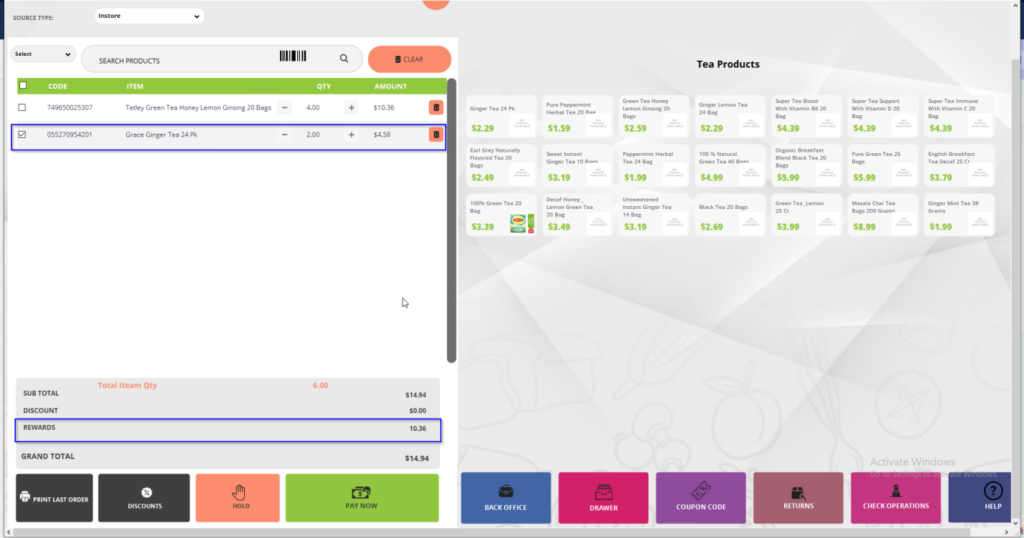 SOURCE TYPE: Instore
Select SEARCH PRODUCTS CLEAR
CODE ITEM QTY AMOUNT
749650025307 Tetley Green Tea Honey Lemon Ginsing 20 Bags − 4.00 + $10.36
055270954201 Grace Ginger Tea 24 Pk − 2.00 + $4.58
Total Iteam Qty 6.00
SUB TOTAL $14.94
DISCOUNT $0.00
REWARDS 10.36
GRAND TOTAL $14.94
PRINT LAST ORDER
DISCOUNTS
HOLD
PAY NOW
Tea Products
Ginger Tea 24 Pk
$2.29
Pure Peppermint
Herbal Tea 20 Bag
$1.59
Green Tea Honey
Lemon Ginseng 20
Bags
$2.59
Ginger Lemon Tea
24 Bag
$2.29
Super Tea Boost
With Vitamin B6 20
Bag
$4.39
Super Tea Support
With Vitamin D 20
Bag
$4.39
Super Tea Immune
With Vitamin C 20
Bag
$4.39
Earl Grey Naturally
Flavored Tea 20
Bags
$2.49
Sweet Instant
Ginger Tea 10 Bags
$3.19
Peppermint Herbal
Tea 24 Bag
$1.99
100 % Natural
Green Tea 40 Bags
$4.99
Organic Breakfast
Blend Black Tea 20
Bags
$5.99
Pure Green Tea 25
Bags
$5.99
English Breakfast
Tea Decaf 25 Ct
$3.79
100% Green Tea 20
Bag
$3.39
Decaf Honey _
Lemon Green Tea
20 Bag
$3.49
Unsweetened
Instant Ginger Tea
14 Bag
$3.19
Black Tea 20 Bags
$2.69
Green Tea _Lemon
25 Ct
$3.99
Masala Chai Tea
Bags 200 Grams
$8.99
Ginger Mint Tea 38
Grams
$1.99
Activate Windows
Go to Settings to activate Windows.
BACK OFFICE
DRAWER
COUPON CODE
RETURNS
CHECK OPERATIONS
HELP